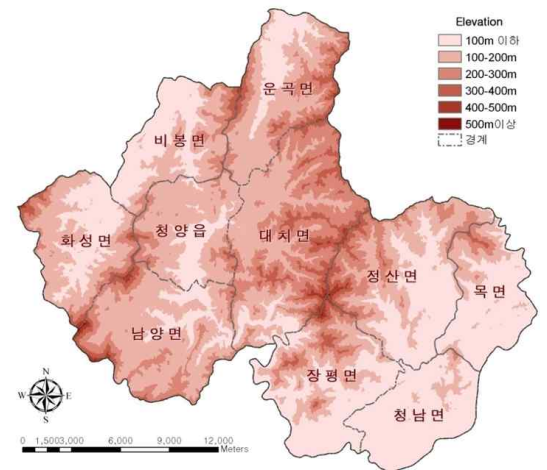 Elevation
100m 이하
100-200m
200-300m
300-400m
400-500m
500m이상
경계
운곡면
비봉면
청양읍
화성면
대치면
정산면
목면
남양면
장평면
청남면
N
W E
S
0 1,5003,000 6,000 9,000 12,000
Meters